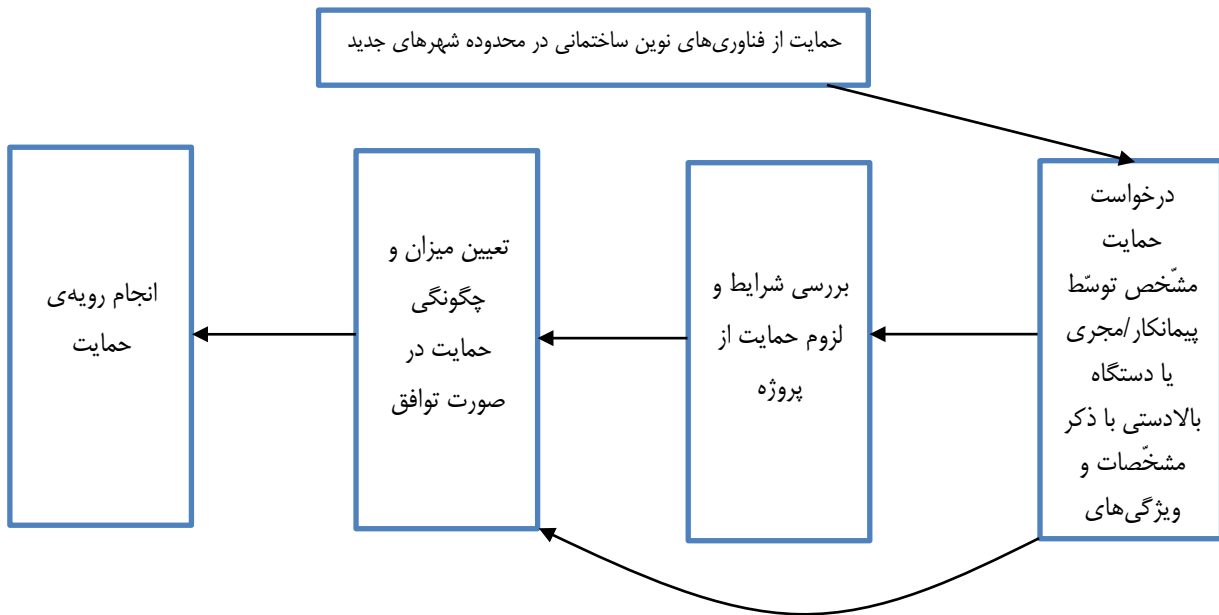 حمایت از فناوری‌های نوین ساختمانی در محدوده شهرهای جدید
درخواست
حمایت
مشّخص توسّط
پیمانکار/مجری
یا دستگاه
بالادستی با ذکر
مشخّصات و
ویژگی‌های
بررسی شرایط و
لزوم حمایت از
پروژه
تعیین میزان و
چگونگی
حمایت در
صورت توافق
انجام رویه‌ی
حمایت